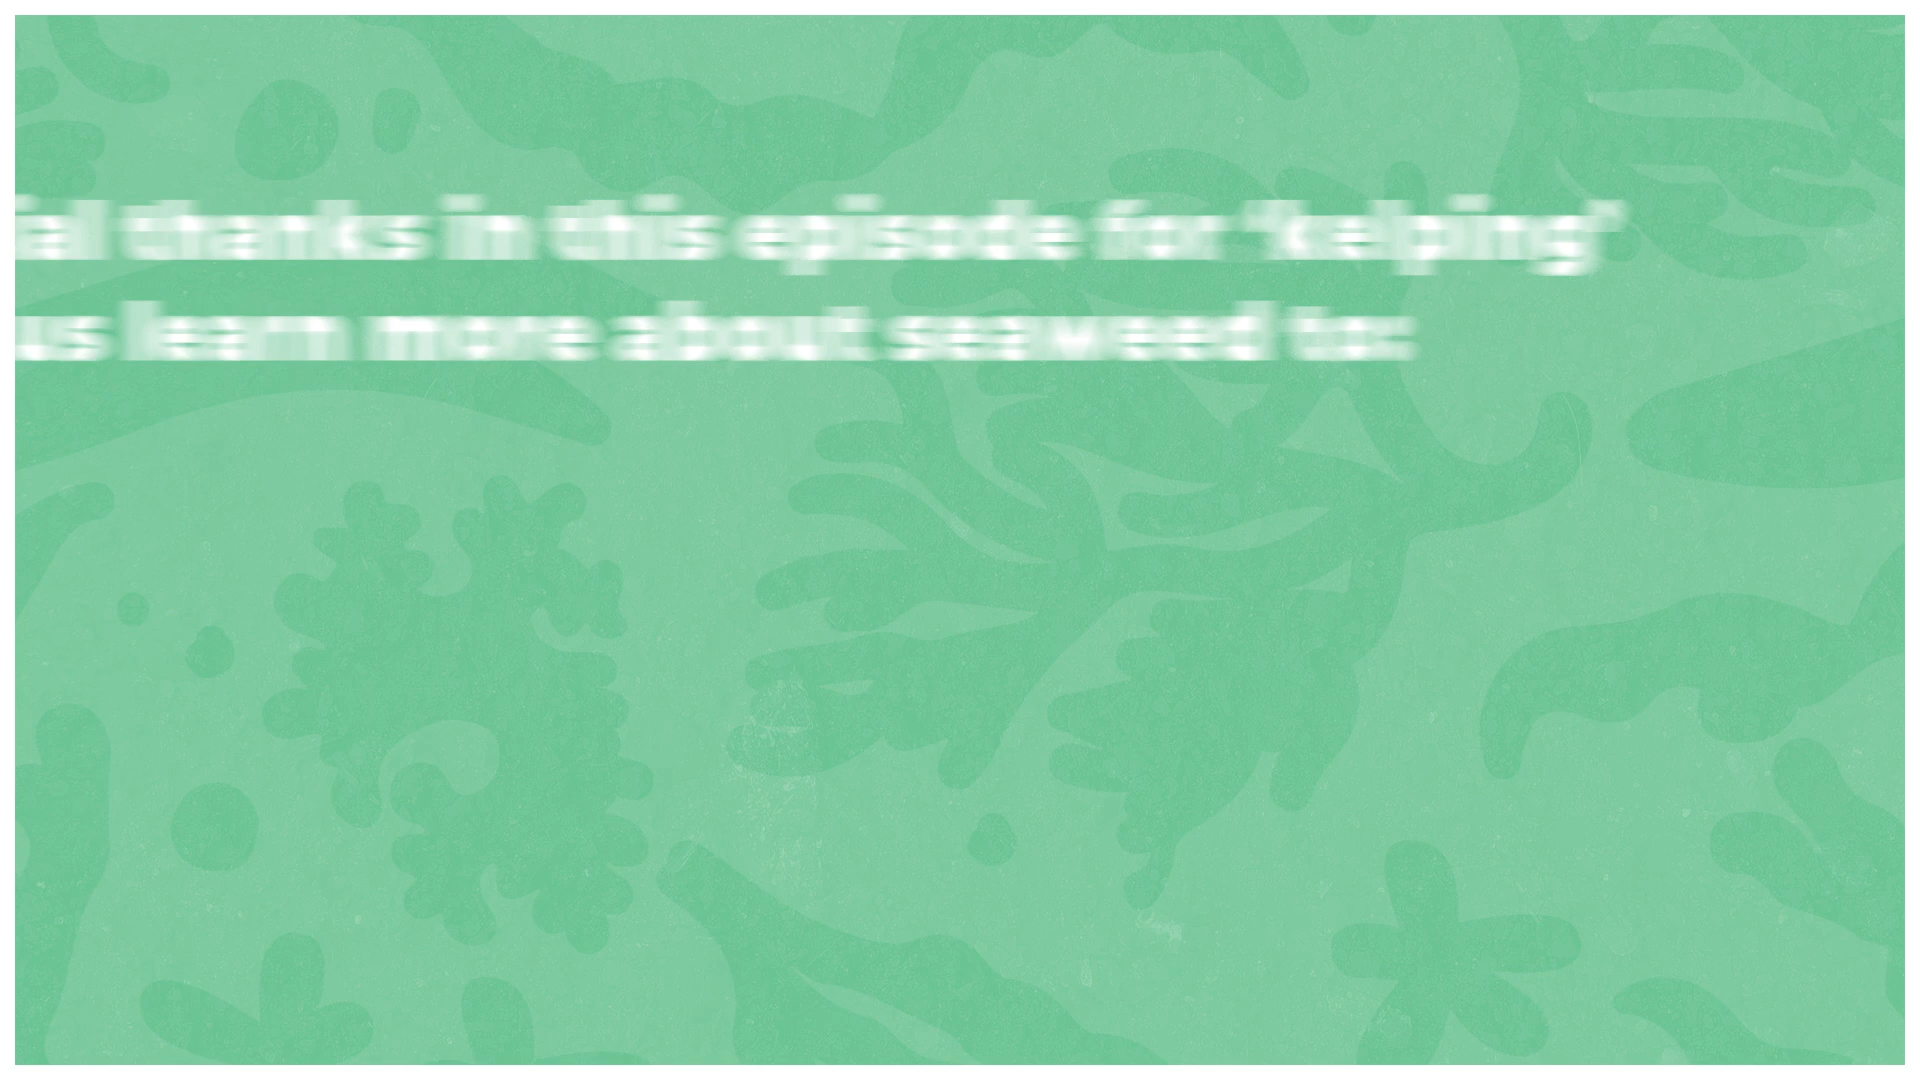 ial thanks in this episode for "kelping"
us learn more about seaweed to: